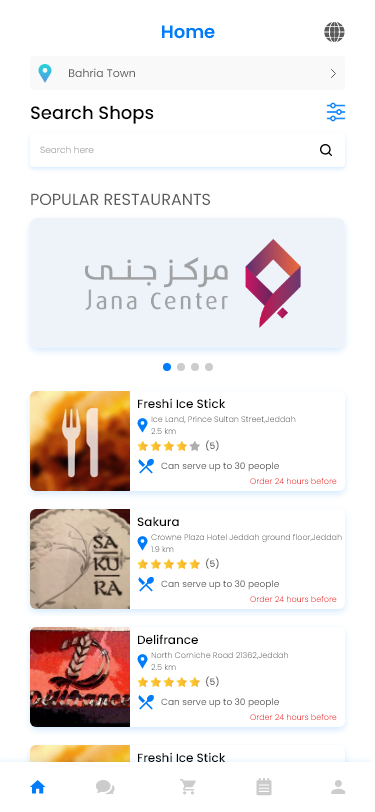 Home
Bahria Town
Search Shops
Search here
POPULAR RESTAURANTS
مركز جنى
Jana Center
Freshi Ice Stick
Ice Land, Prince Sultan Street,Jeddah
2.5 km
(5)
Can serve up to 30 people
Order 24 hours before
SA
KU
RA
Sakura
Crowne Plaza Hotel Jeddah ground floor,Jeddah
1.9 km
(5)
Can serve up to 30 people
Order 24 hours before
Delifrance
Delifrance
North Corniche Road 21362,Jeddah
2.5 km
(5)
Can serve up to 30 people
Order 24 hours before
Freshi Ice Stick